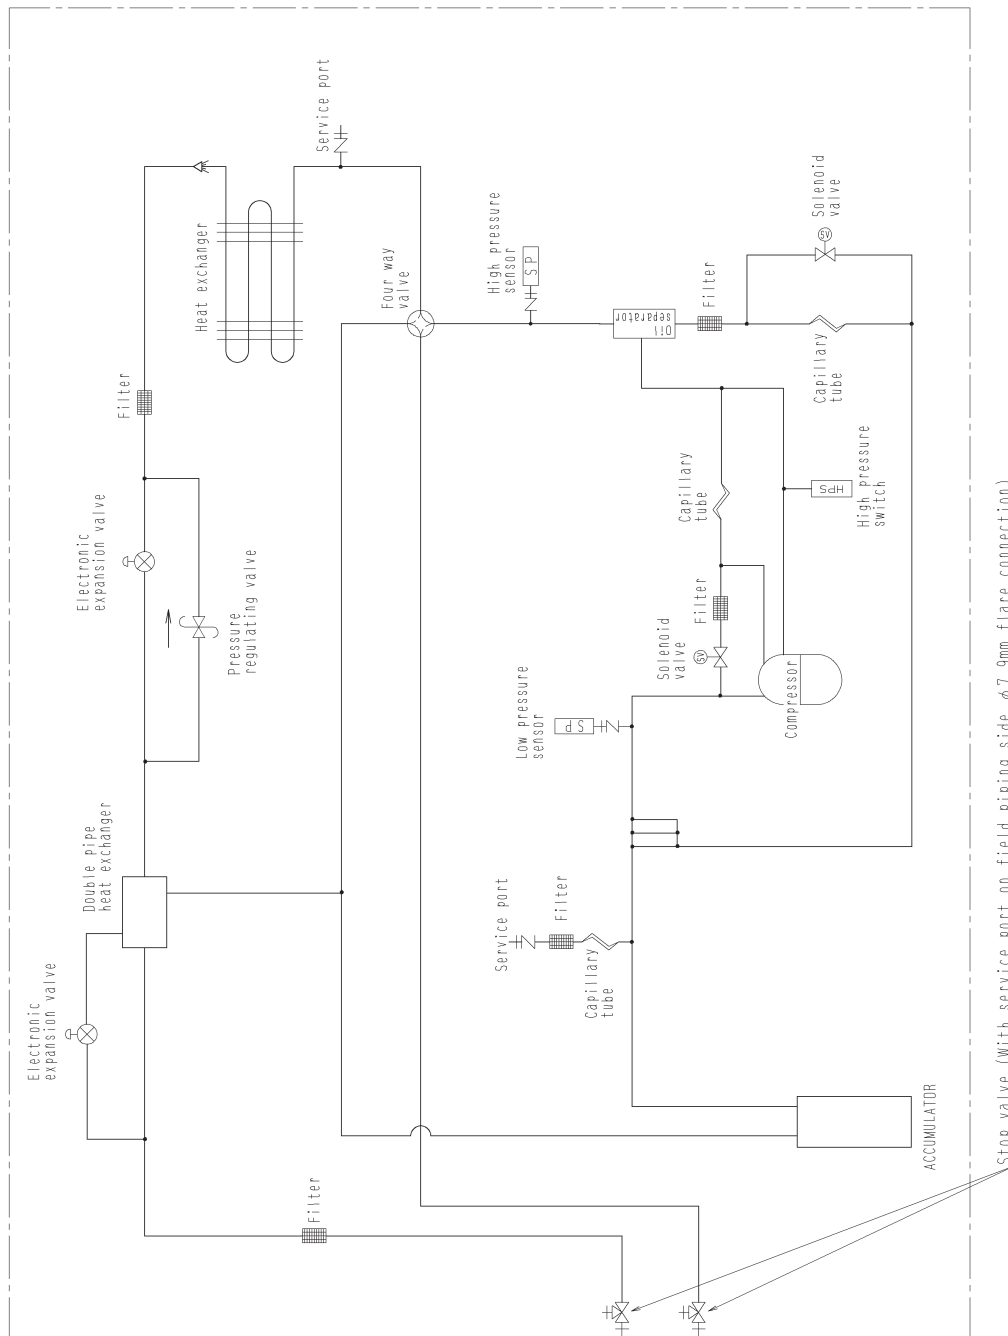 Service port
Heat exchanger
Four way
valve
High pressure
sensor
SP
Solenoid
valve
SV
Filter
Oil
separator
Capillary
tube
Filter
Electronic
expansion valve
Pressure
regulating valve
Capillary
tube
HPS
High pressure
switch
Filter
Solenoid
valve
SV
Compressor
Low pressure
sensor
SP
Double pipe
heat exchanger
Service port
Filter
Capillary
tube
Electronic
expansion valve
ACCUMULATOR
Filter
Stop valve (With service port on field piping side φ7.9mm flare connection)